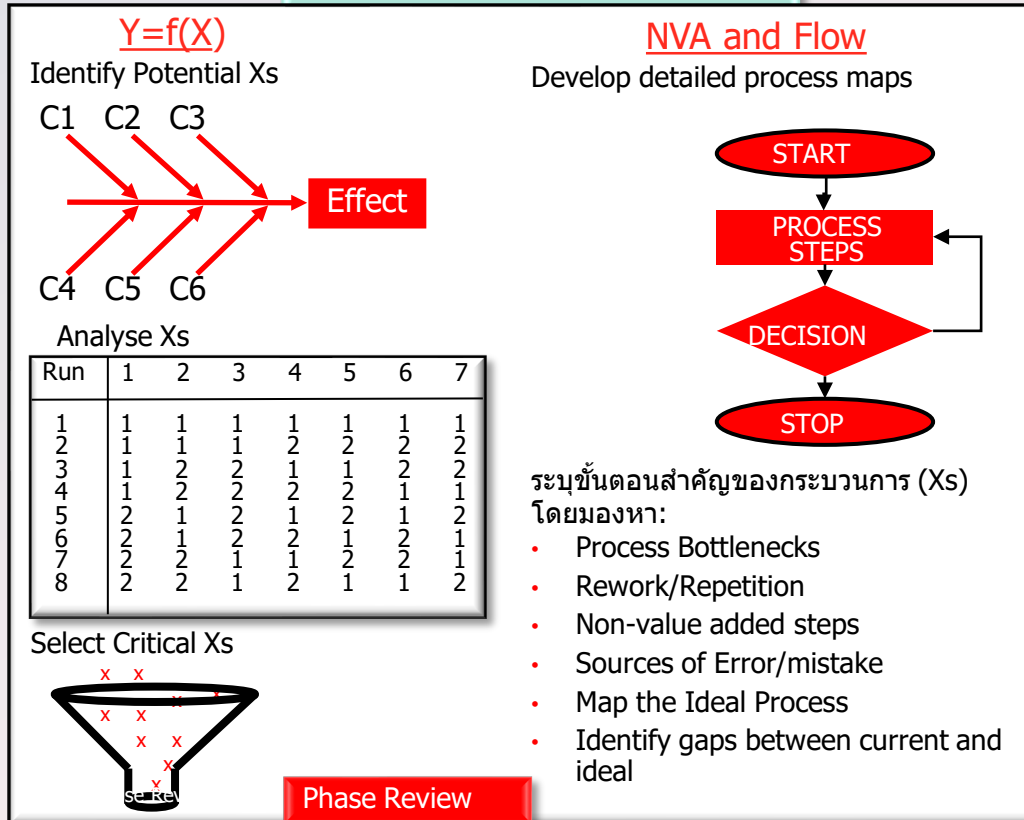 Y=f(X)
Identify Potential Xs
C1 C2 C3
Effect
C4 C5 C6
Analyse Xs
Run 1 2 3 4 5 6 7
1 1 1 1 1 1 1 1
2 1 1 1 2 2 2 2
3 1 2 2 1 1 2 2
4 1 2 2 2 2 1 1
5 2 1 2 1 2 1 2
6 2 1 2 2 1 2 1
7 2 2 1 1 2 2 1
8 2 2 1 2 1 1 2
Select Critical Xs
x x
x
x x
x x
x
x
Phase Review
NVA and Flow
Develop detailed process maps
START
PROCESS
STEPS
DECISION
STOP
ระบุขั้นตอนสำคัญของกระบวนการ (Xs)
โดยมองหา:
• Process Bottlenecks
• Rework/Repetition
• Non-value added steps
• Sources of Error/mistake
• Map the Ideal Process
• Identify gaps between current and
ideal